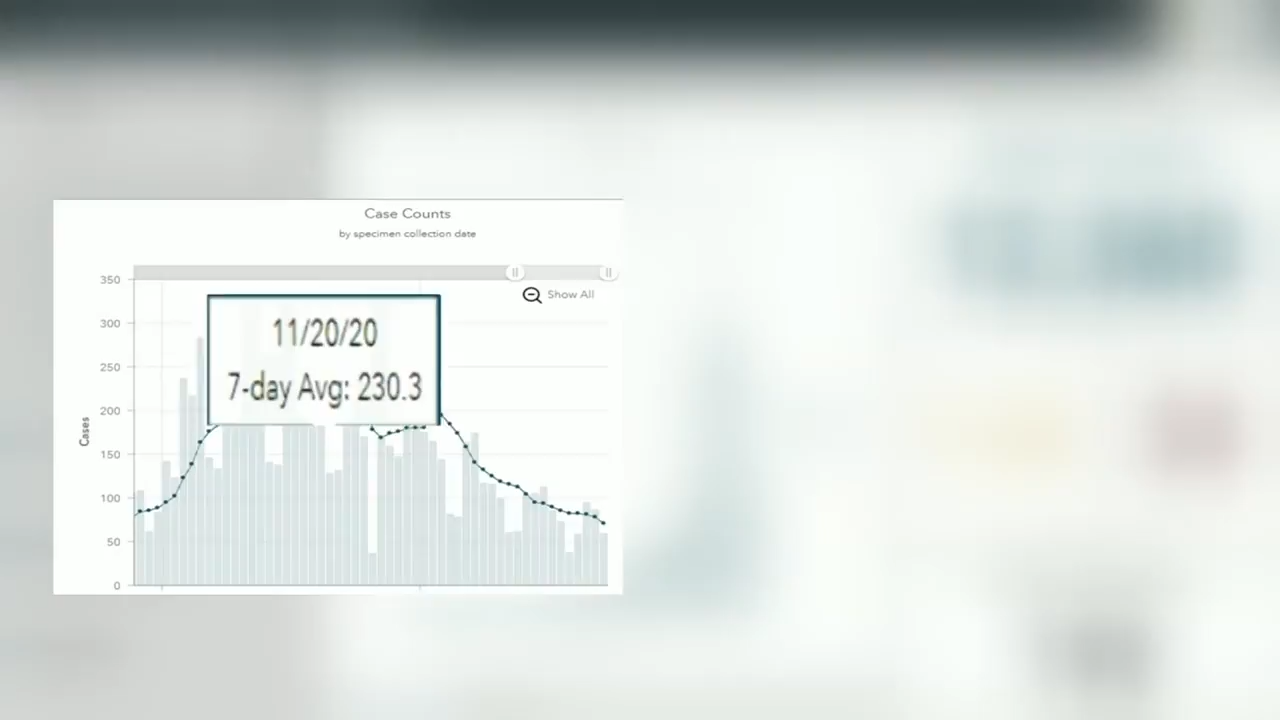 Case Counts
by specimen collection date
Show All
350
300
250
200
150
100
50
0
Cases
11/20/20
7-day Avg: 230.3